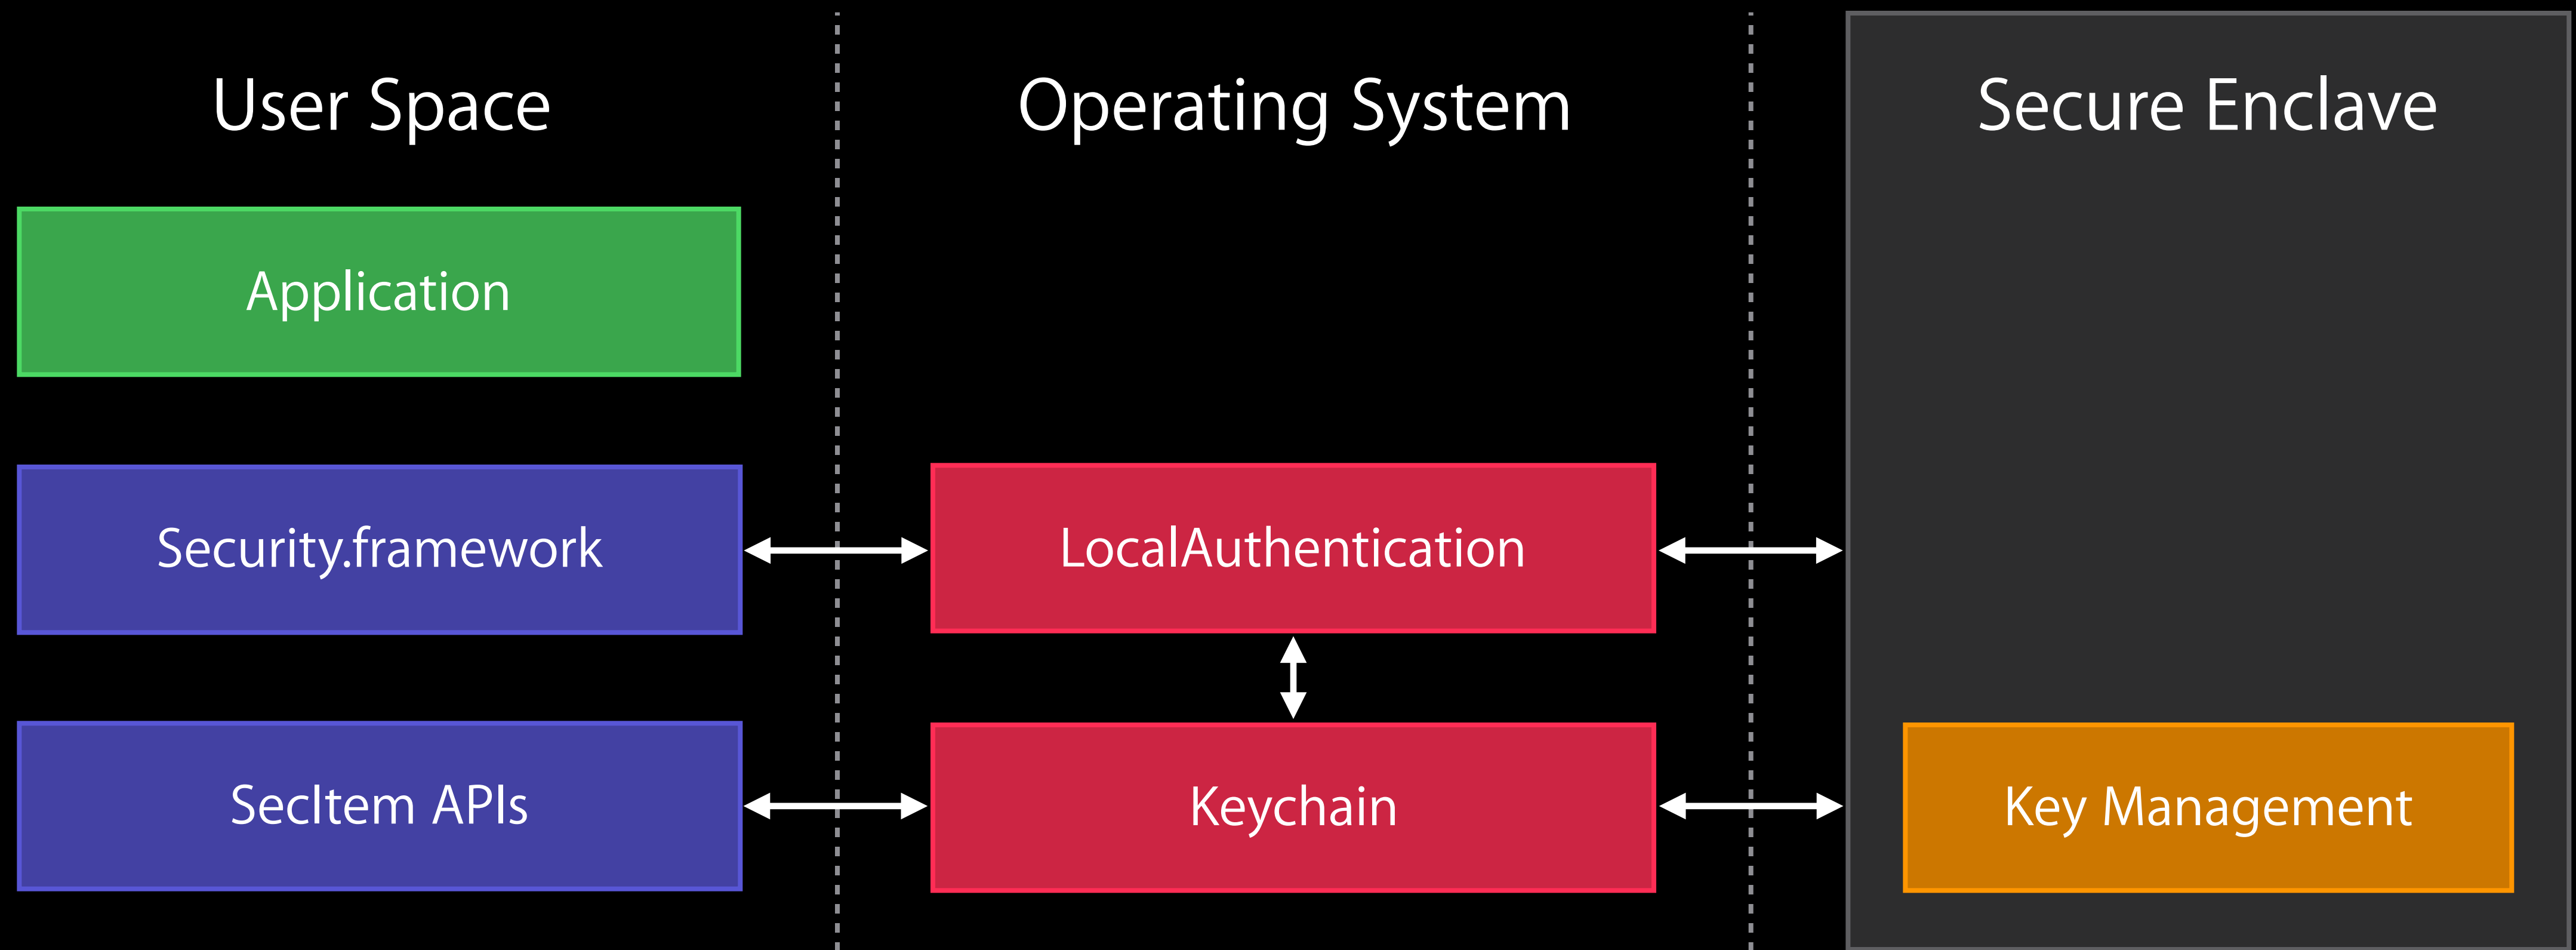 User Space
Operating System
Secure Enclave
Application
Security.framework
LocalAuthentication
SecItem APIs
Keychain
Key Management